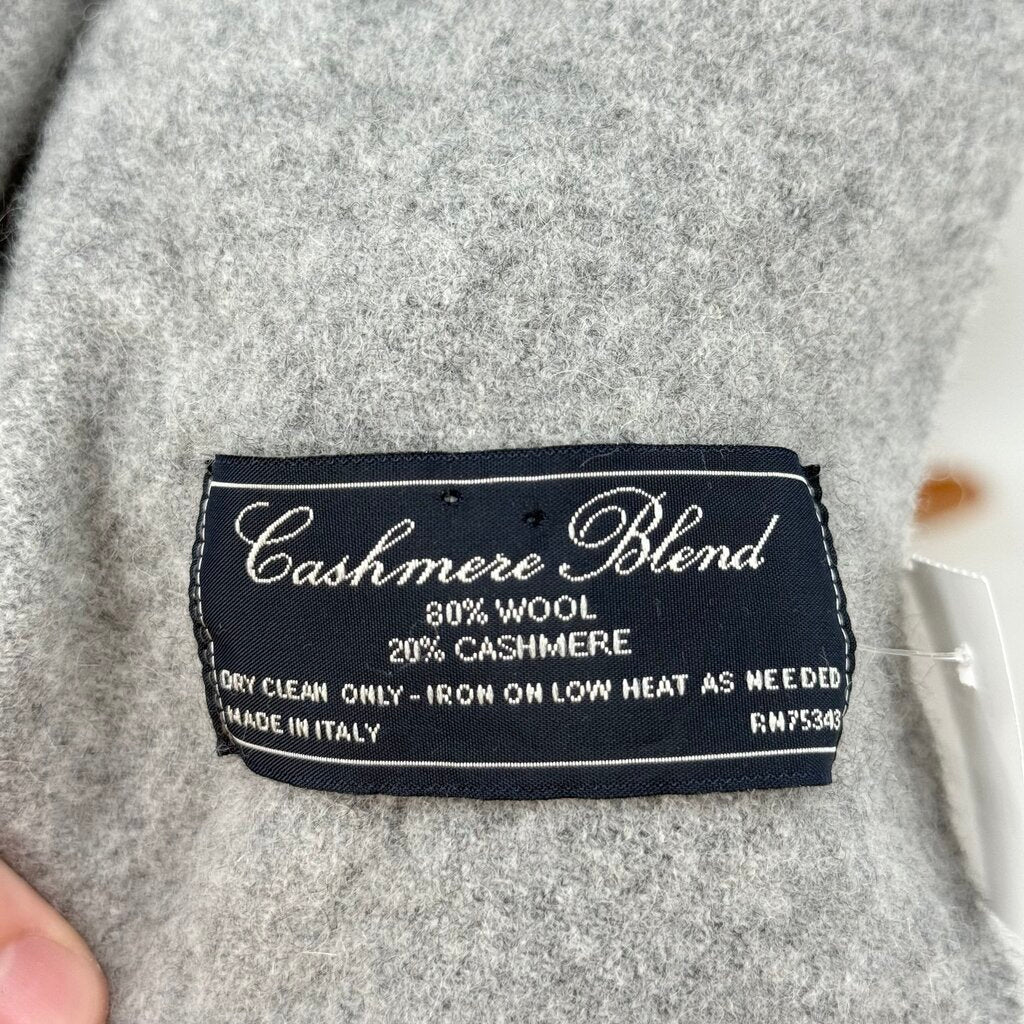 Cashmere Blend
80% WOOL
20% CASHMERE
DRY CLEAN ONLY - IRON ON LOW HEAT AS NEEDED
MADE IN ITALY
RN75343